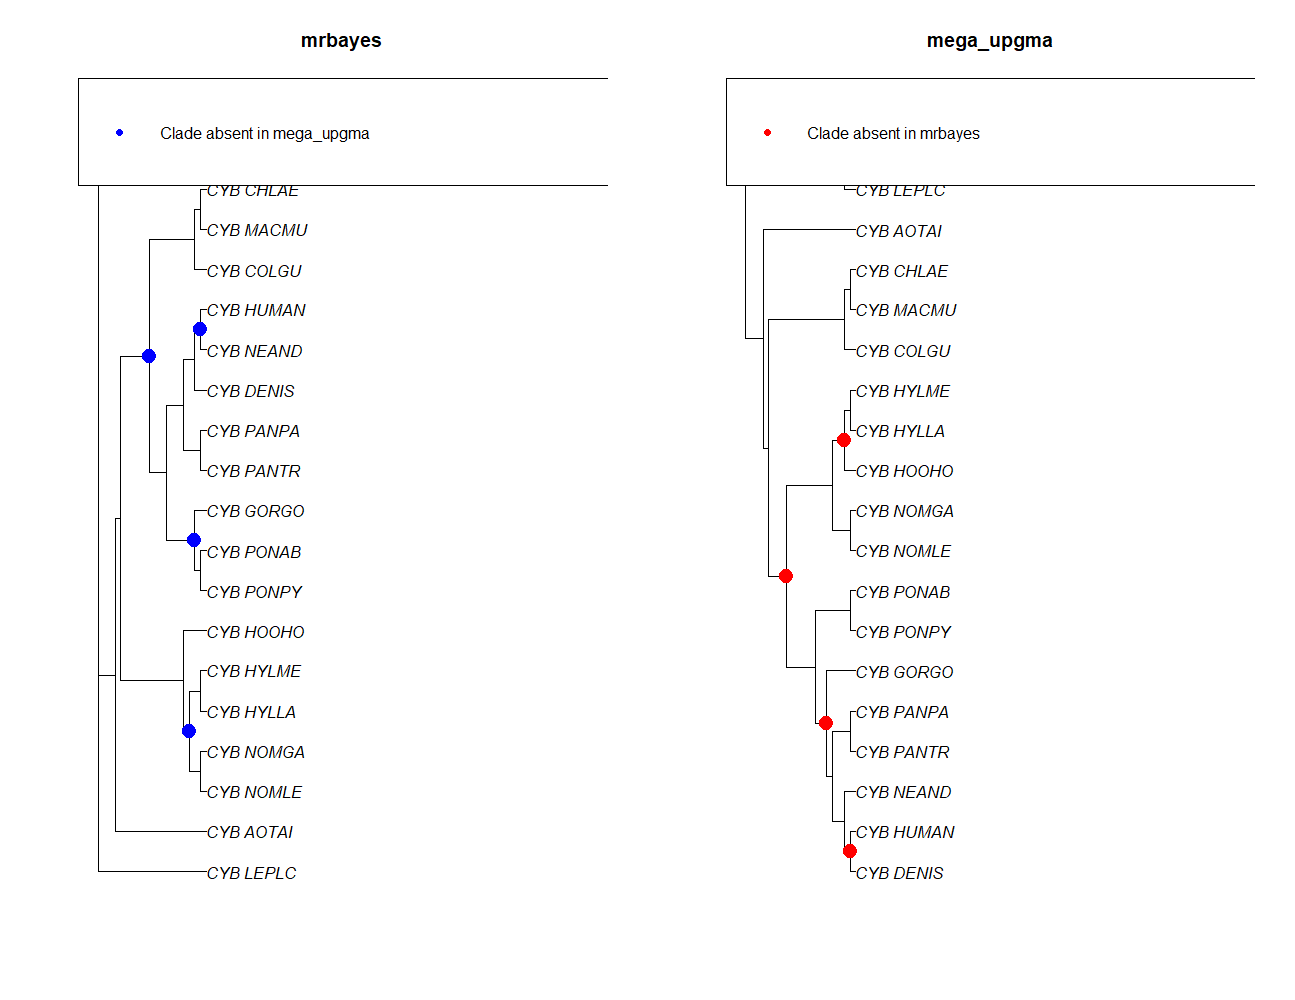 mrbayes
Clade absent in mega_upgma
CYB CHLAE
CYB MACMU
CYB COLGU
CYB HUMAN
CYB NEAND
CYB DENIS
CYB PANPA
CYB PANTR
CYB GORGO
CYB PONAB
CYB PONPY
CYB HOOHO
CYB HYLME
CYB HYLLA
CYB NOMGA
CYB NOMLE
CYB AOTAI
CYB LEPLC
mega_upgma
Clade absent in mrbayes
CYB LEPLC
CYB AOTAI
CYB CHLAE
CYB MACMU
CYB COLGU
CYB HYLME
CYB HYLLA
CYB HOOHO
CYB NOMGA
CYB NOMLE
CYB PONAB
CYB PONPY
CYB GORGO
CYB PANPA
CYB PANTR
CYB NEAND
CYB HUMAN
CYB DENIS